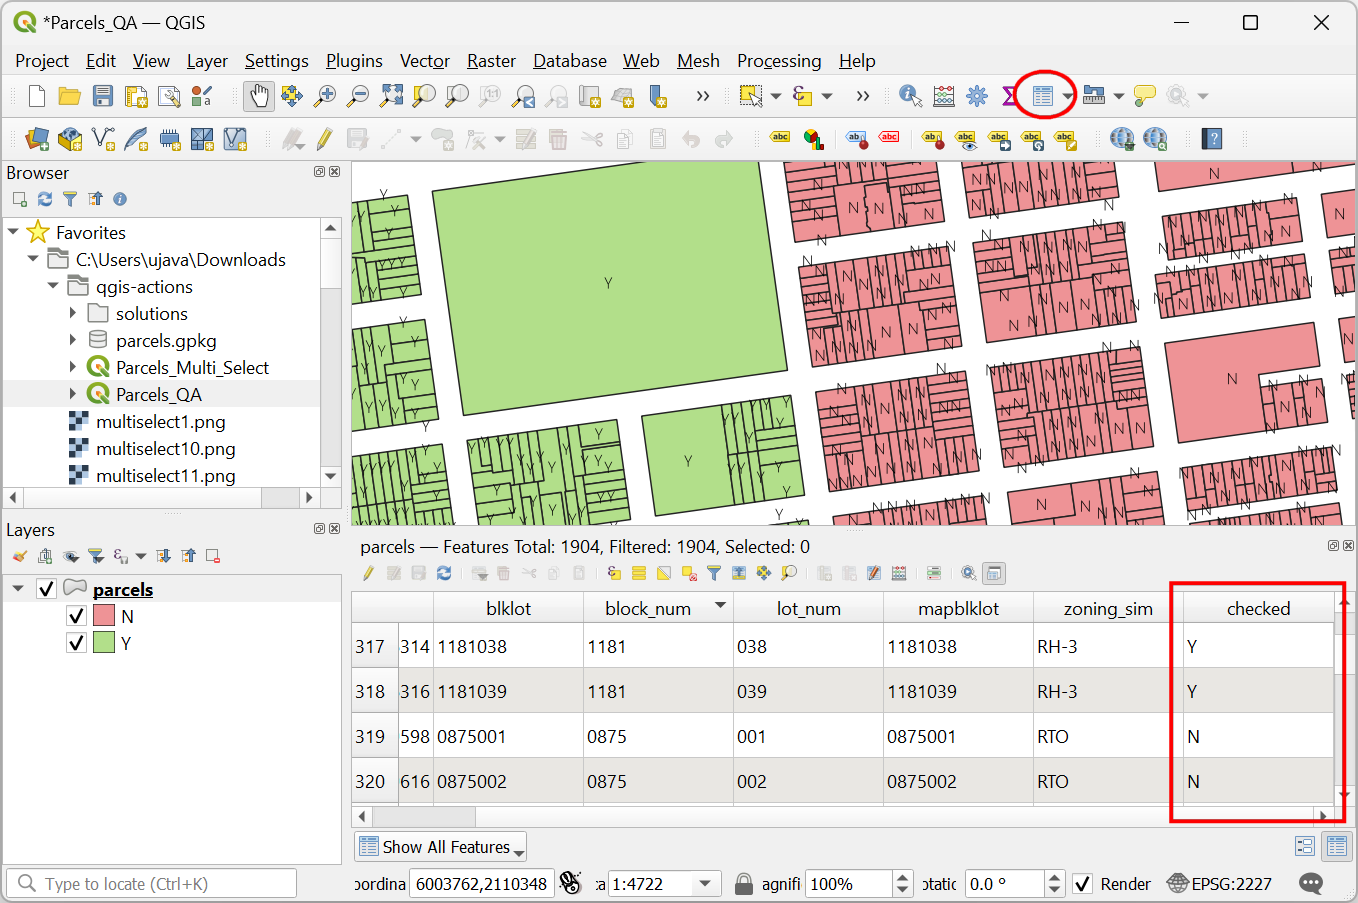 *Parcels_QA — QGIS
Project Edit View Layer Settings Plugins Vector Raster Database Web Mesh Processing Help
Browser
Favorites
C:\Users\ujava\Downloads
qgis-actions
solutions
parcels.gpkg
Parcels_Multi_Select
Parcels_QA
multiselect1.png
multiselect10.png
multiselect11.png
Layers
parcels
N
Y
parcels — Features Total: 1904, Filtered: 1904, Selected: 0
blklot block_num lot_num mapblklot zoning_sim checked
317 314 1181038 1181 038 1181038 RH-3 Y
318 316 1181039 1181 039 1181039 RH-3 Y
319 598 0875001 0875 001 0875001 RTO N
320 616 0875002 0875 002 0875002 RTO N
Show All Features
Type to locate (Ctrl+K)
oordina 6003762,2110348 1:4722 agnifi 100% otatic 0.0 ° Render EPSG:2227